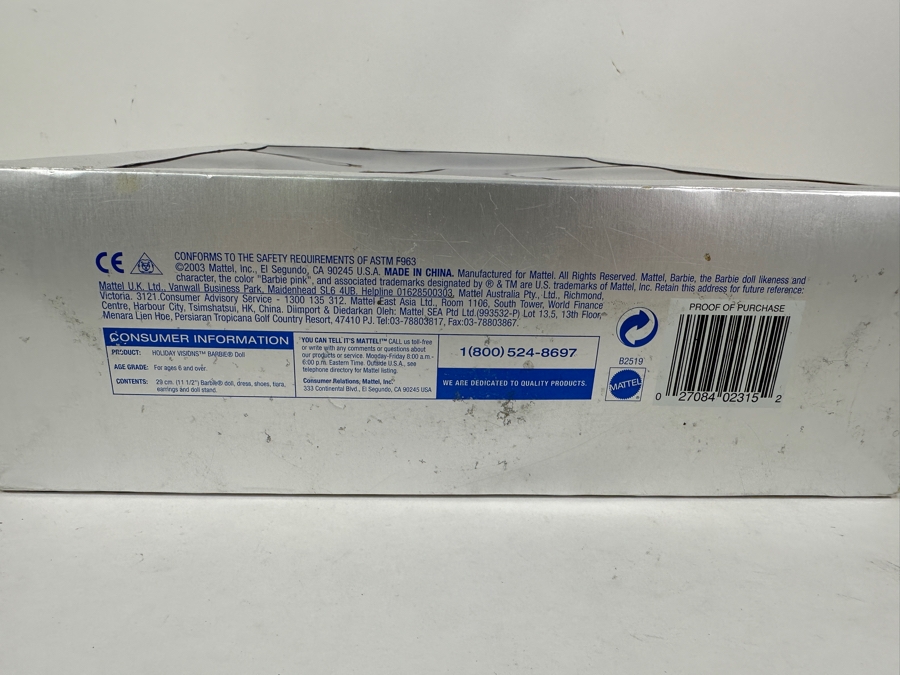 CE
CONFORMS TO THE SAFETY REQUIREMENTS OF ASTM F963
©2003 Mattel, Inc., El Segundo, CA 90245 U.S.A. MADE IN CHINA. Manufactured for Mattel. All Rights Reserved. Mattel, Barbie, the Barbie doll likeness and
character, the color "Barbie pink", and associated trademarks designated by ® & TM are U.S. trademarks of Mattel, Inc. Retain this address for future reference:
Mattel U.K. Ltd., Vanwall Business Park, Maidenhead SL6 4UB. Helpline 01628500303. Mattel Australia Pty., Ltd., Richmond,
Victoria. 3121.Consumer Advisory Service - 1300 135 312. Mattel East Asia Ltd., Room 1106, South Tower, World Finance
Centre, Harbour City, Tsimshatsui, HK, China. Diimport & Diedarkan Oleh: Mattel SEA Ptd Ltd.(993532-P) Lot 13.5, 13th Floor,
Menara Lien Hoe, Persiaran Tropicana Golf Country Resort, 47410 PJ. Tel:03-78803817, Fax:03-78803867.
CONSUMER INFORMATION
PRODUCT: HOLIDAY VISIONS™ BARBIE® Doll
AGE GRADE: For ages 6 and over.
CONTENTS: 29 cm. (11 1/2") Barbie® doll, dress, shoes, tiara,
earrings and doll stand.
"YOU CAN TELL IT'S MATTEL!"™ CALL us toll-free
or write with any comments or questions about
our products or service. Monday-Friday 8:00 a.m.-
6:00 p.m. Eastern Time. Outside U.S.A., see
telephone directory for Mattel listing.
Consumer Relations, Mattel, Inc.
333 Continental Blvd., El Segundo, CA 90245 USA
1(800) 524-8697
WE ARE DEDICATED TO QUALITY PRODUCTS.
B2519
MATTEL
PROOF OF PURCHASE
0 27084 02315 2